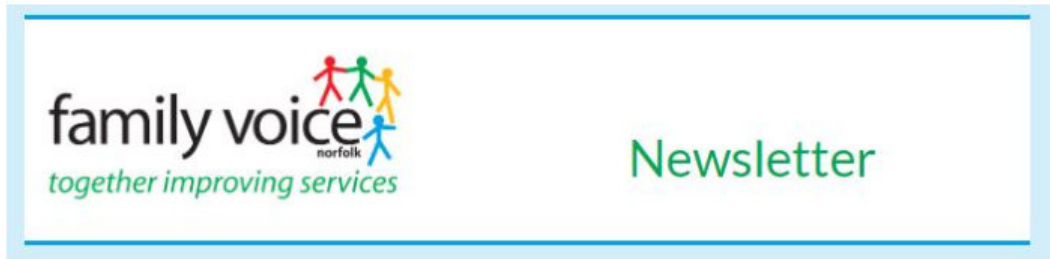 family voice
norfolk
together improving services
Newsletter